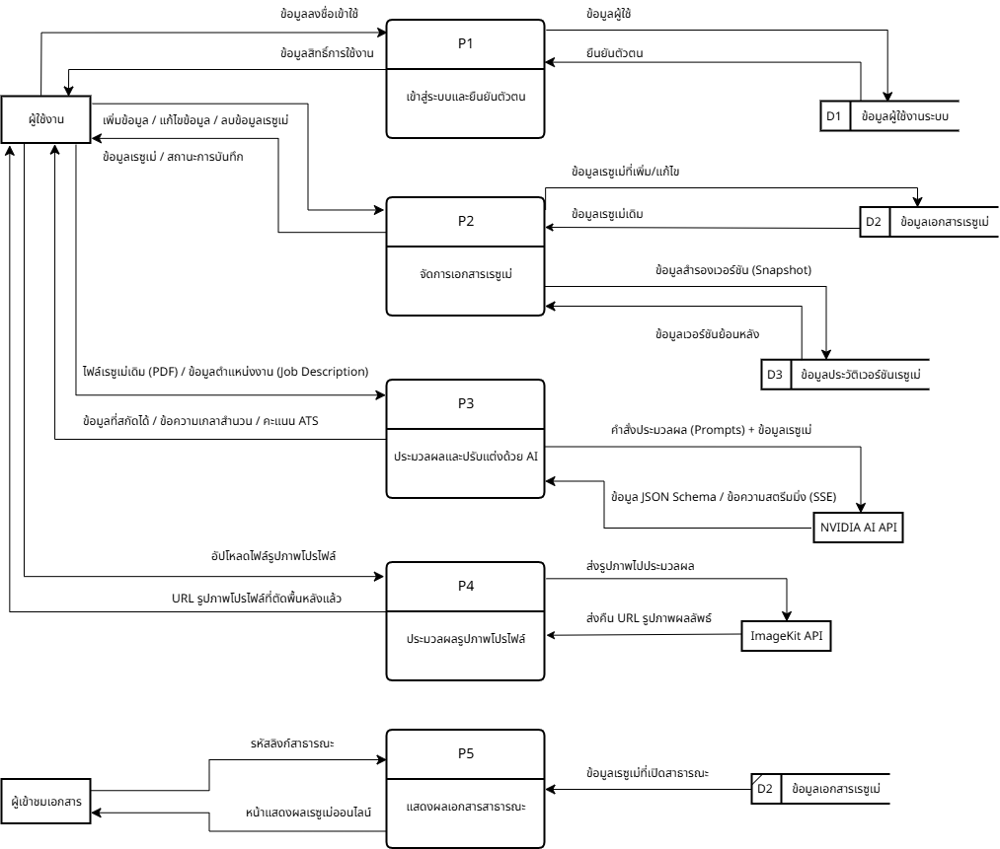 ข้อมูลลงชื่อเข้าใช้
ข้อมูลผู้ใช้
P1
ข้อมูลสิทธิ์การใช้งาน
ยืนยันตัวตน
เข้าสู่ระบบและยืนยันตัวตน
ผู้ใช้งาน
เพิ่มข้อมูล / แก้ไขข้อมูล / ลบข้อมูลเรซูเม่
D1
ข้อมูลผู้ใช้งานระบบ
ข้อมูลเรซูเม่ / สถานะการบันทึก
ข้อมูลเรซูเม่ที่เพิ่ม/แก้ไข
P2
ข้อมูลเรซูเม่เดิม
D2
ข้อมูลเอกสารเรซูเม่
จัดการเอกสารเรซูเม่
ข้อมูลสำรองเวอร์ชัน (Snapshot)
ข้อมูลเวอร์ชันย้อนหลัง
D3
ข้อมูลประวัติเวอร์ชันเรซูเม่
ไฟล์เรซูเม่เดิม (PDF) / ข้อมูลตำแหน่งงาน (Job Description)
P3
ข้อมูลที่สกัดได้ / ข้อความเกลาสำนวน / คะแนน ATS
คำสั่งประมวลผล (Prompts) + ข้อมูลเรซูเม่
ประมวลผลและปรับแต่งด้วย AI
ข้อมูล JSON Schema / ข้อความสตรีมมิ่ง (SSE)
NVIDIA AI API
อัปโหลดไฟล์รูปภาพโปรไฟล์
ส่งรูปภาพไปประมวลผล
P4
URL รูปภาพโปรไฟล์ที่ตัดพื้นหลังแล้ว
ส่งคืน URL รูปภาพผลลัพธ์
ImageKit API
ประมวลผลรูปภาพโปรไฟล์
รหัสลิงก์สาธารณะ
P5
ข้อมูลเรซูเม่ที่เปิดสาธารณะ
D2
ข้อมูลเอกสารเรซูเม่
ผู้เข้าชมเอกสาร
หน้าแสดงผลเรซูเม่ออนไลน์
แสดงผลเอกสารสาธารณะ